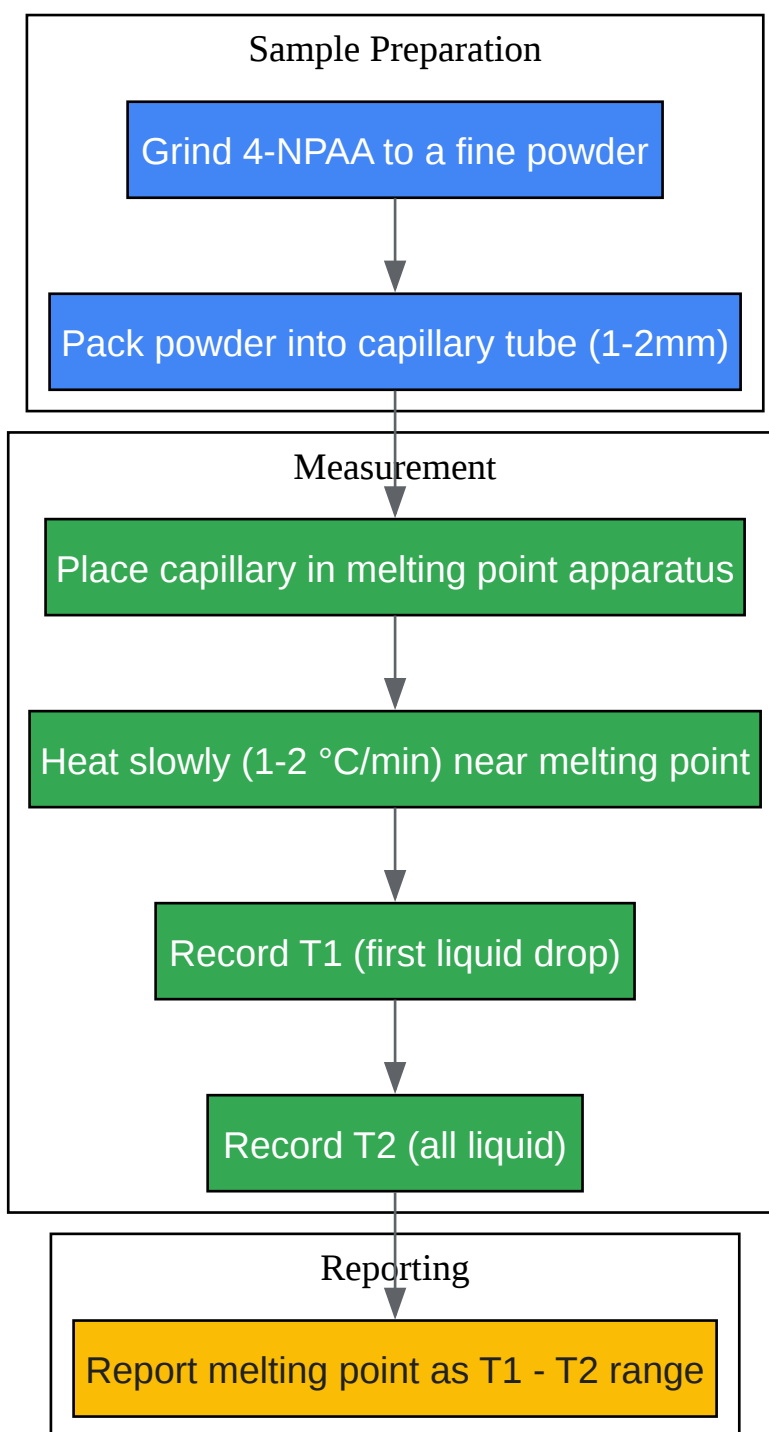 Sample Preparation
Grind 4-NPAA to a fine powder
Pack powder into capillary tube (1-2mm)
Measurement
Place capillary in melting point apparatus
Heat slowly (1-2 °C/min) near melting point
Record T1 (first liquid drop)
Record T2 (all liquid)
Reporting
Report melting point as T1 - T2 range